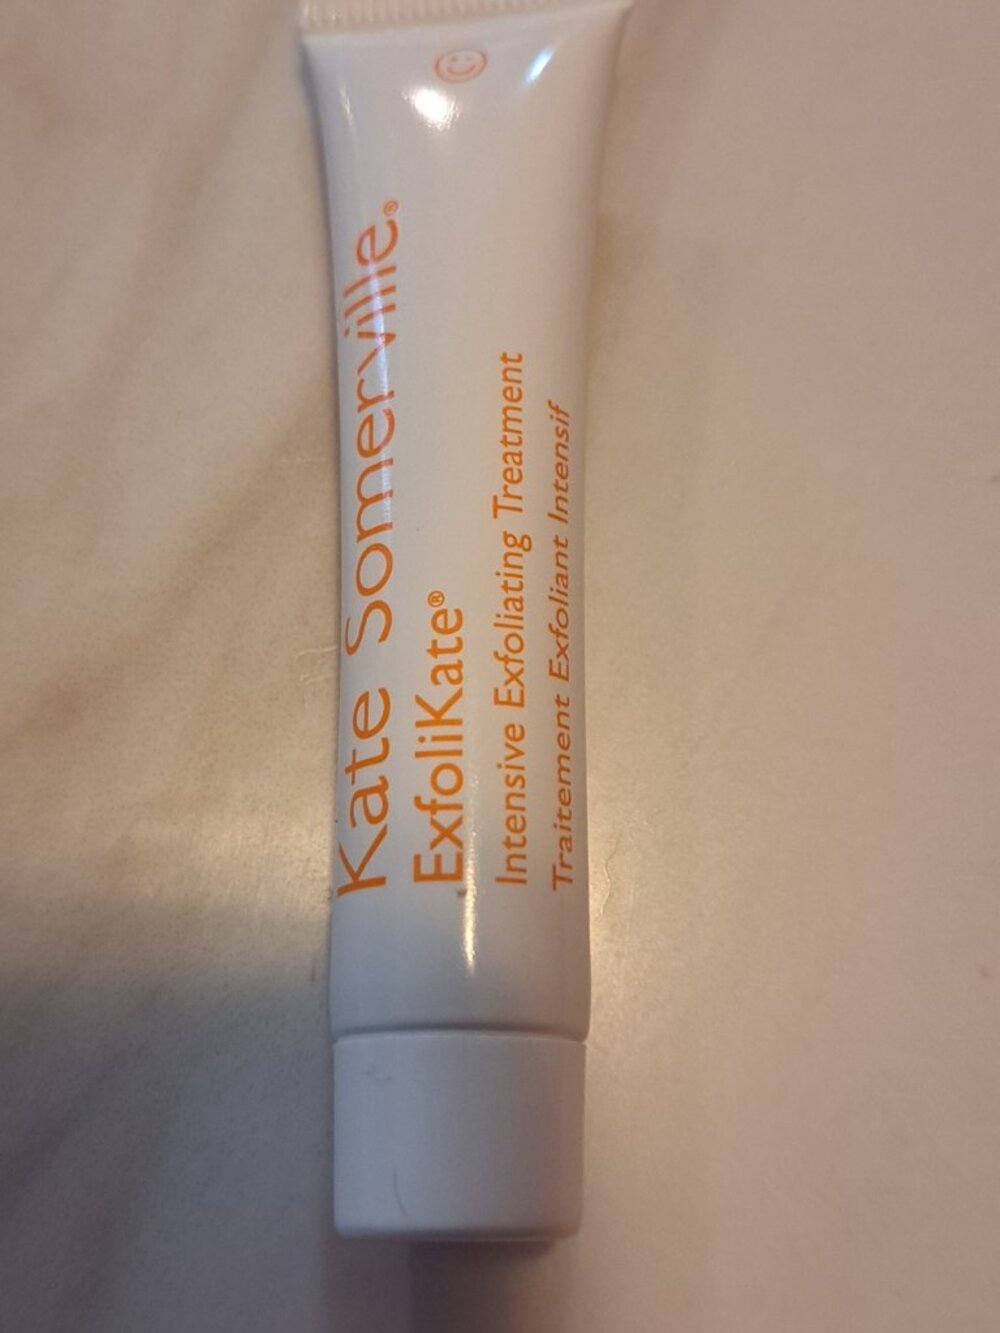 Kate Somerville®
ExfoliKate®
Intensive Exfoliating Treatment
Traitement Exfoliant Intensif